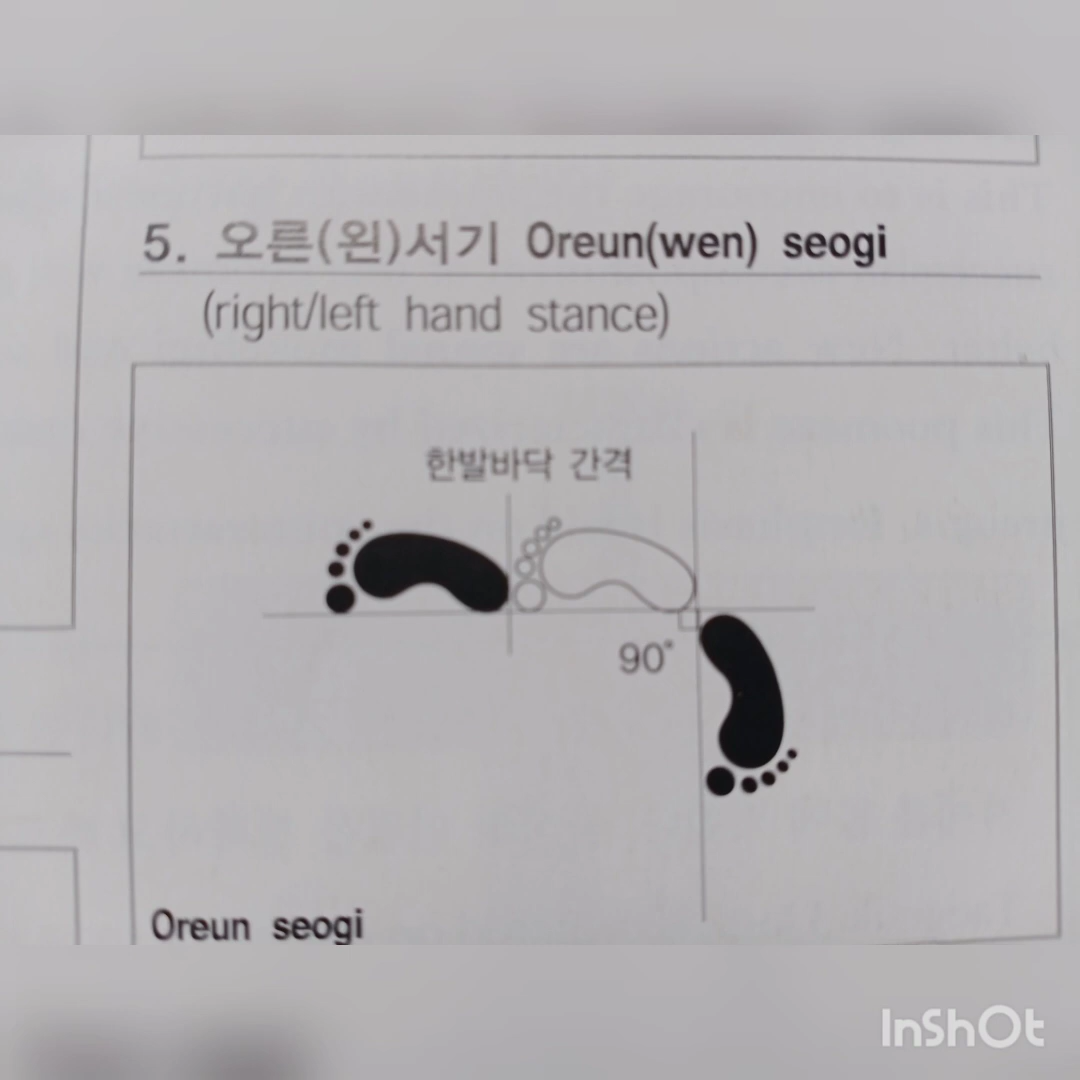 5. 오른(왼)서기 Oreun(wen) seogi
(right/left hand stance)
한발바닥 간격
90°
Oreun seogi
InShOt